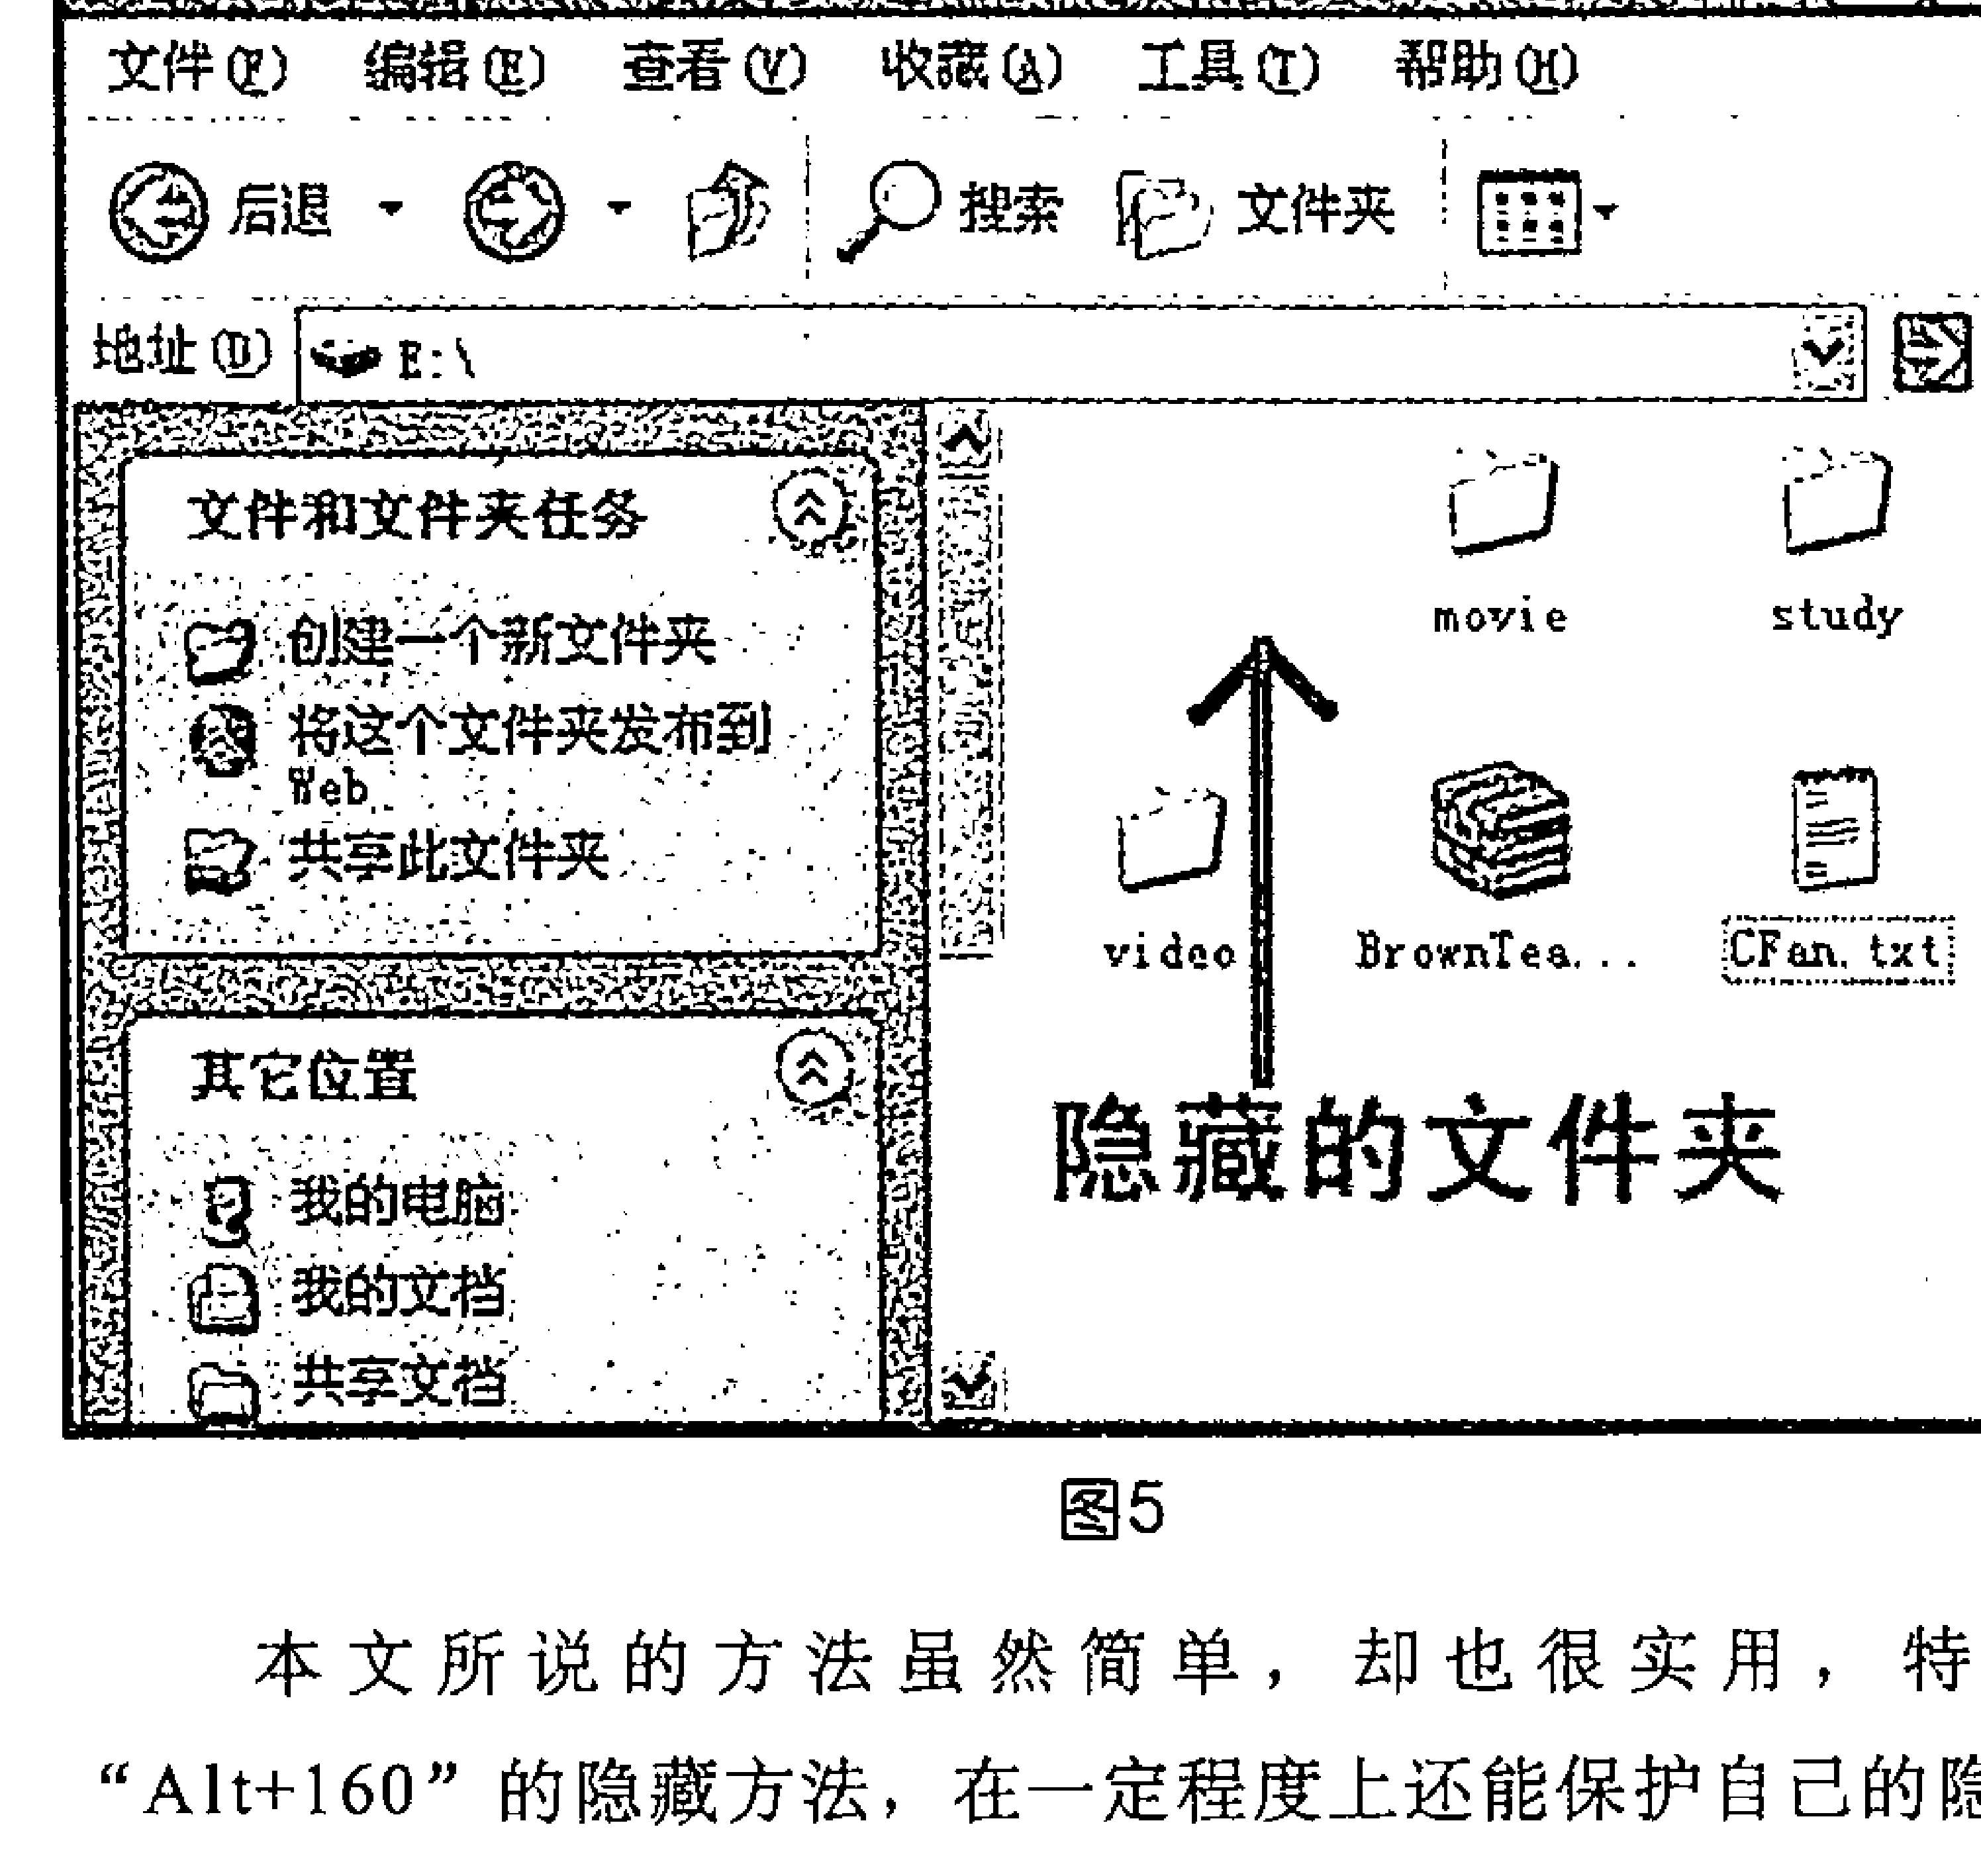 文件(F) 编辑(E) 查看(V) 收藏(A) 工具(T) 帮助(H)
后退 搜索 文件夹
地址(D) E:\
文件和文件夹任务
创建一个新文件夹
将这个文件夹发布到
Web
共享此文件夹
其它位置
我的电脑
我的文档
共享文档
movie study
video BrownTea... CFan.txt
隐藏的文件夹
图5
本文所说的方法虽然简单，却也很实用，特
“Alt+160”的隐藏方法，在一定程度上还能保护自己的隐